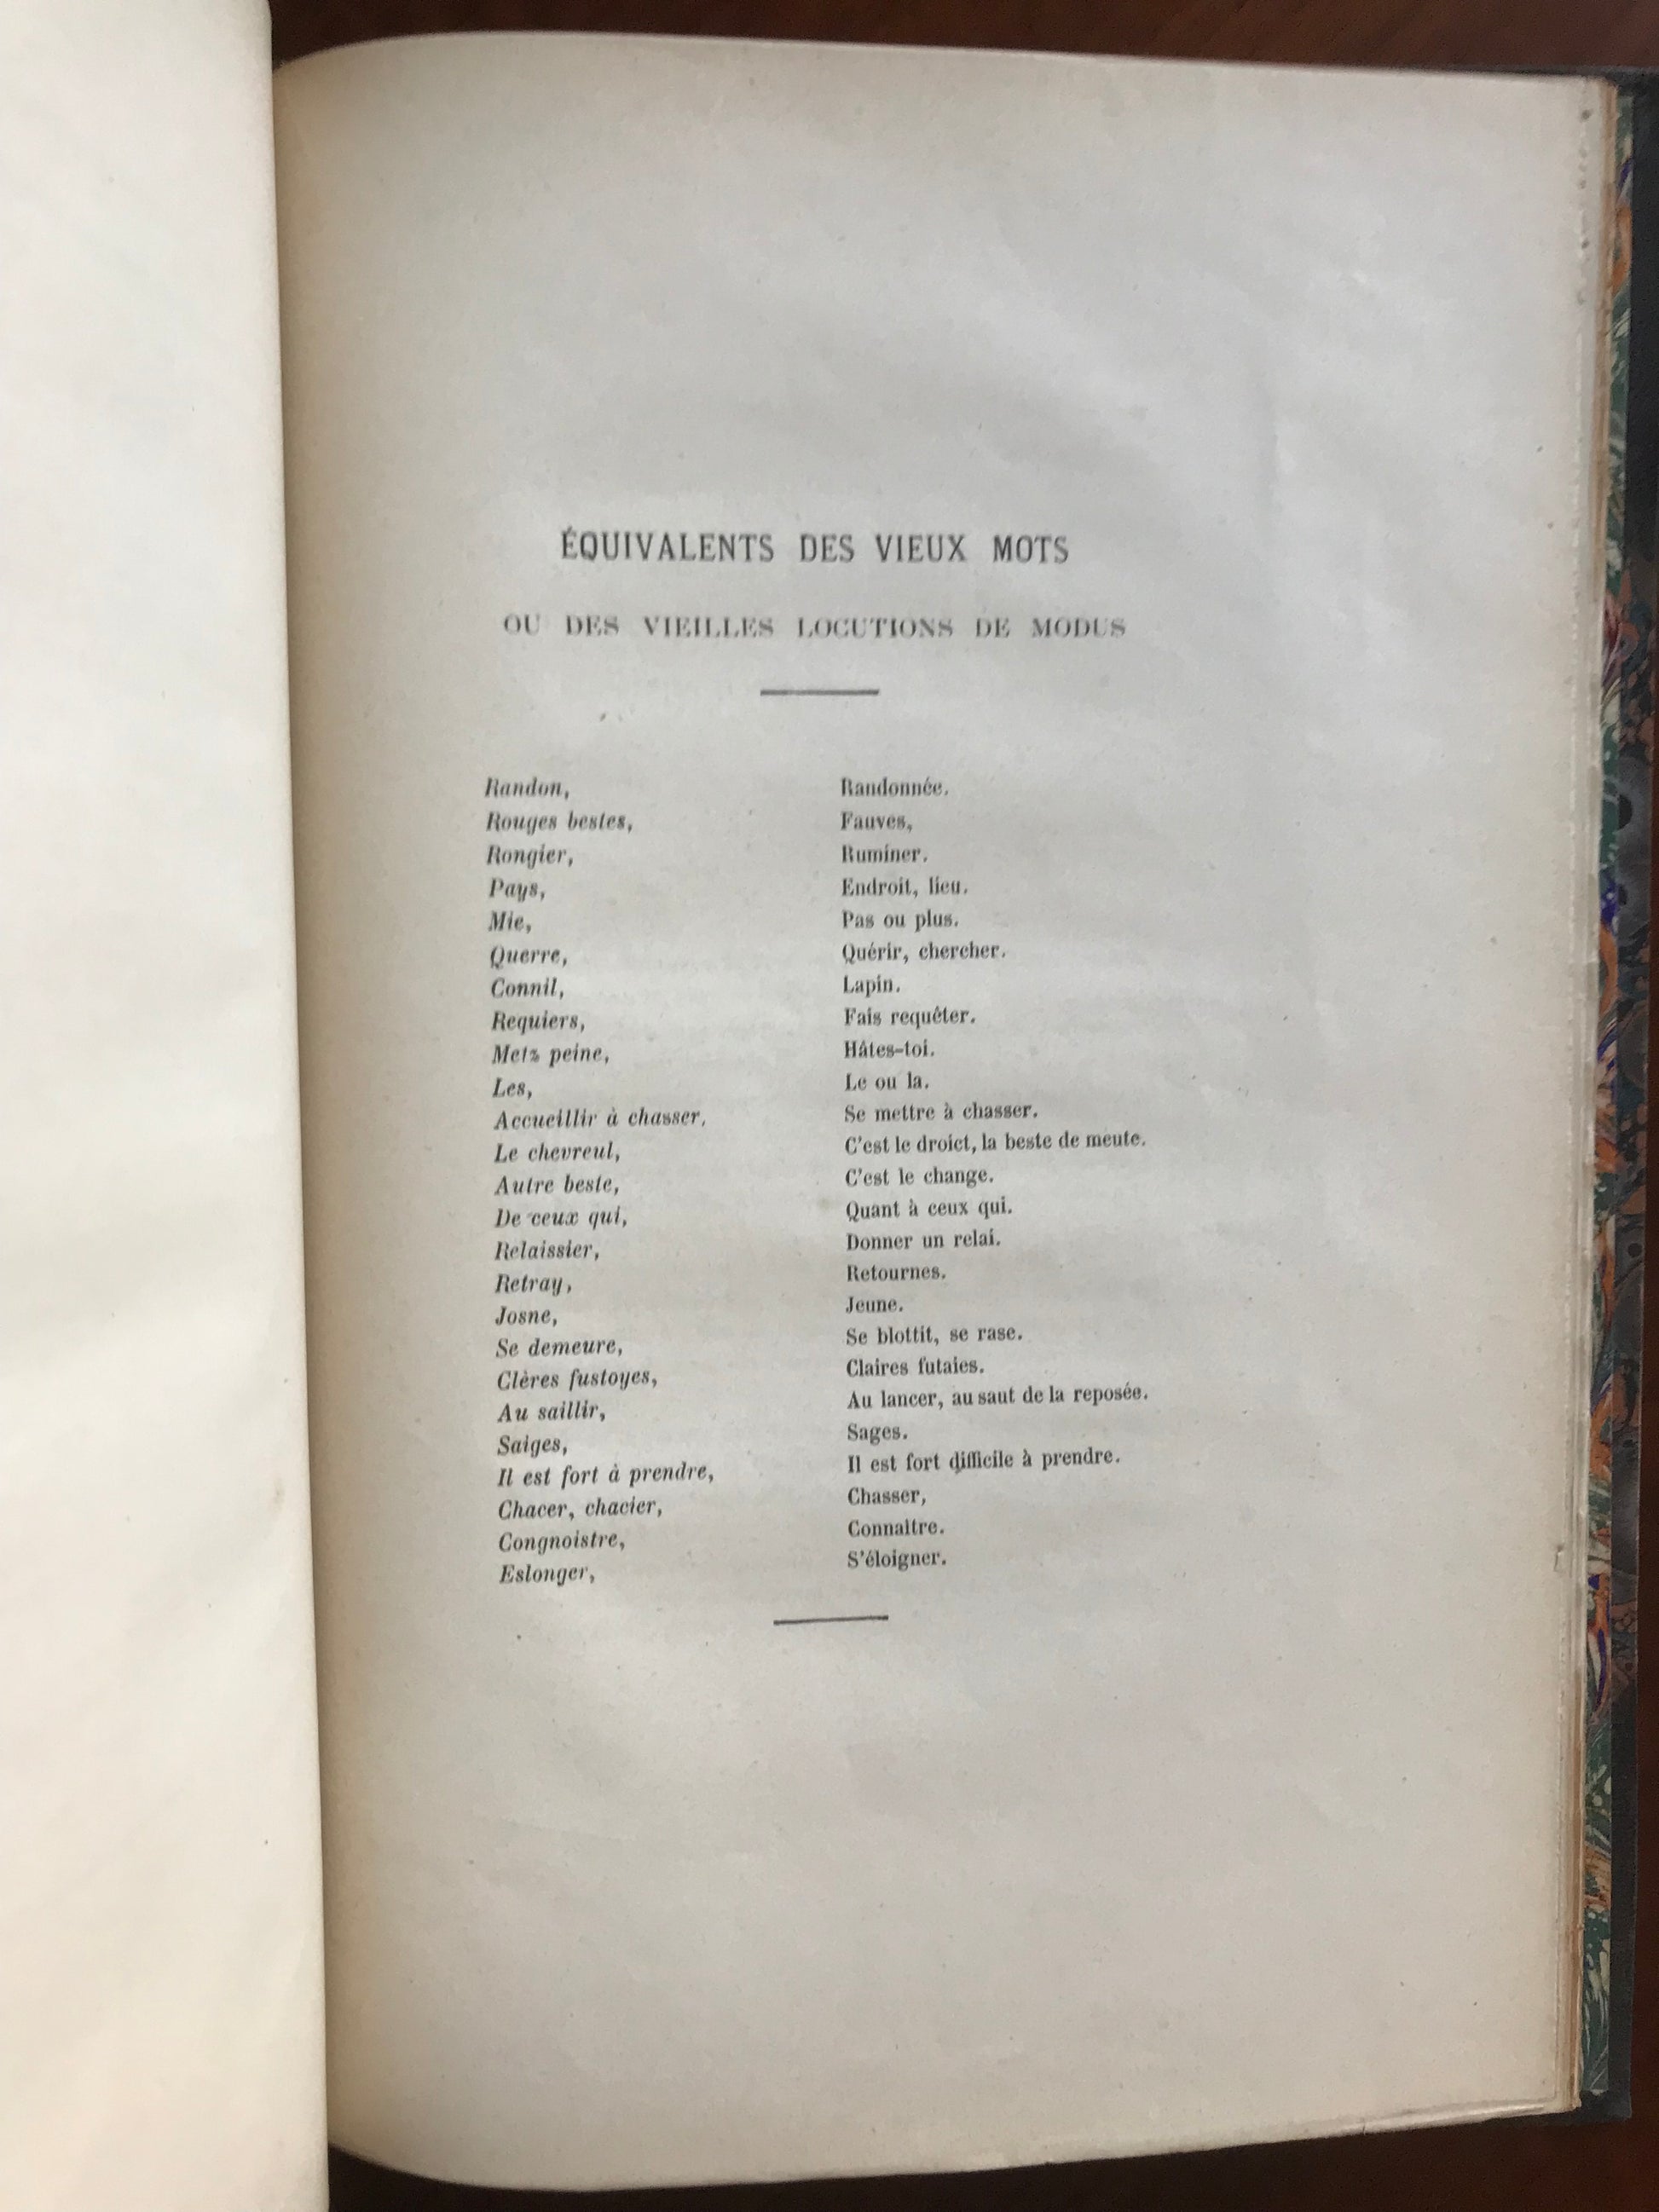 ÉQUIVALENTS DES VIEUX MOTS
OU DES VIEILLES LOCUTIONS DE MODUS
Randon, Randonnée.
Rouges bestes, Fauves,
Rongier, Ruminer.
Pays, Endroit, lieu.
Mie, Pas ou plus.
Querre, Quérir, chercher.
Connil, Lapin.
Requiers, Fais requêter.
Metz peine, Hâtes-toi.
Les, Le ou la.
Accueillir à chasser, Se mettre à chasser.
Le chevreul, C'est le droict, la beste de meute.
Autre beste, C'est le change.
De ceux qui, Quant à ceux qui.
Relaissier, Donner un relai.
Retray, Retournes.
Josne, Jeune.
Se demeure, Se blottit, se rase.
Clères fustoyes, Claires futaies.
Au saillir, Au lancer, au saut de la reposée.
Saiges, Sages.
Il est fort à prendre, Il est fort difficile à prendre.
Chacer, chacier, Chasser,
Congnoistre, Connaître.
Eslonger, S'éloigner.